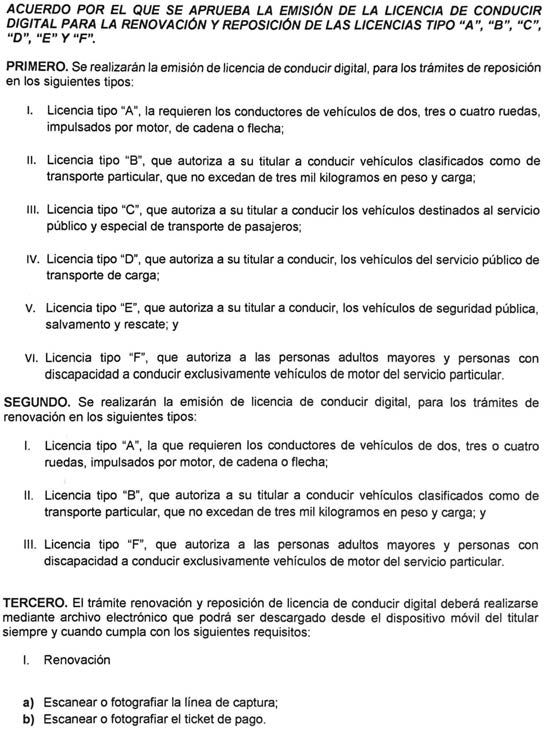 ACUERDO POR EL QUE SE APRUEBA LA EMISIÓN DE LA LICENCIA DE CONDUCIR
DIGITAL PARA LA RENOVACIÓN Y REPOSICIÓN DE LAS LICENCIAS TIPO "A", "B", "C",
"D", "E" Y "F".
PRIMERO. Se realizarán la emisión de licencia de conducir digital, para los trámites de reposición
en los siguientes tipos:
I. Licencia tipo "A", la requieren los conductores de vehículos de dos, tres o cuatro ruedas,
impulsados por motor, de cadena o flecha;
II. Licencia tipo "B", que autoriza a su titular a conducir vehículos clasificados como de
transporte particular, que no excedan de tres mil kilogramos en peso y carga;
III. Licencia tipo "C", que autoriza a su titular a conducir los vehículos destinados al servicio
público y especial de transporte de pasajeros;
IV. Licencia tipo "D", que autoriza a su titular a conducir, los vehículos del servicio público de
transporte de carga;
V. Licencia tipo "E", que autoriza a su titular a conducir, los vehículos de seguridad pública,
salvamento y rescate; y
VI. Licencia tipo "F", que autoriza a las personas adultos mayores y personas con
discapacidad a conducir exclusivamente vehículos de motor del servicio particular.
SEGUNDO. Se realizarán la emisión de licencia de conducir digital, para los trámites de
renovación en los siguientes tipos:
I. Licencia tipo "A", la que requieren los conductores de vehículos de dos, tres o cuatro
ruedas, impulsados por motor, de cadena o flecha;
II. Licencia tipo "B", que autoriza a su titular a conducir vehículos clasificados como de
transporte particular, que no excedan de tres mil kilogramos en peso y carga; y
III. Licencia tipo "F", que autoriza a las personas adultos mayores y personas con
discapacidad a conducir exclusivamente vehículos de motor del servicio particular.
TERCERO. El trámite renovación y reposición de licencia de conducir digital deberá realizarse
mediante archivo electrónico que podrá ser descargado desde el dispositivo móvil del titular
siempre y cuando cumpla con los siguientes requisitos:
I. Renovación
a) Escanear o fotografiar la línea de captura;
b) Escanear o fotografiar el ticket de pago.